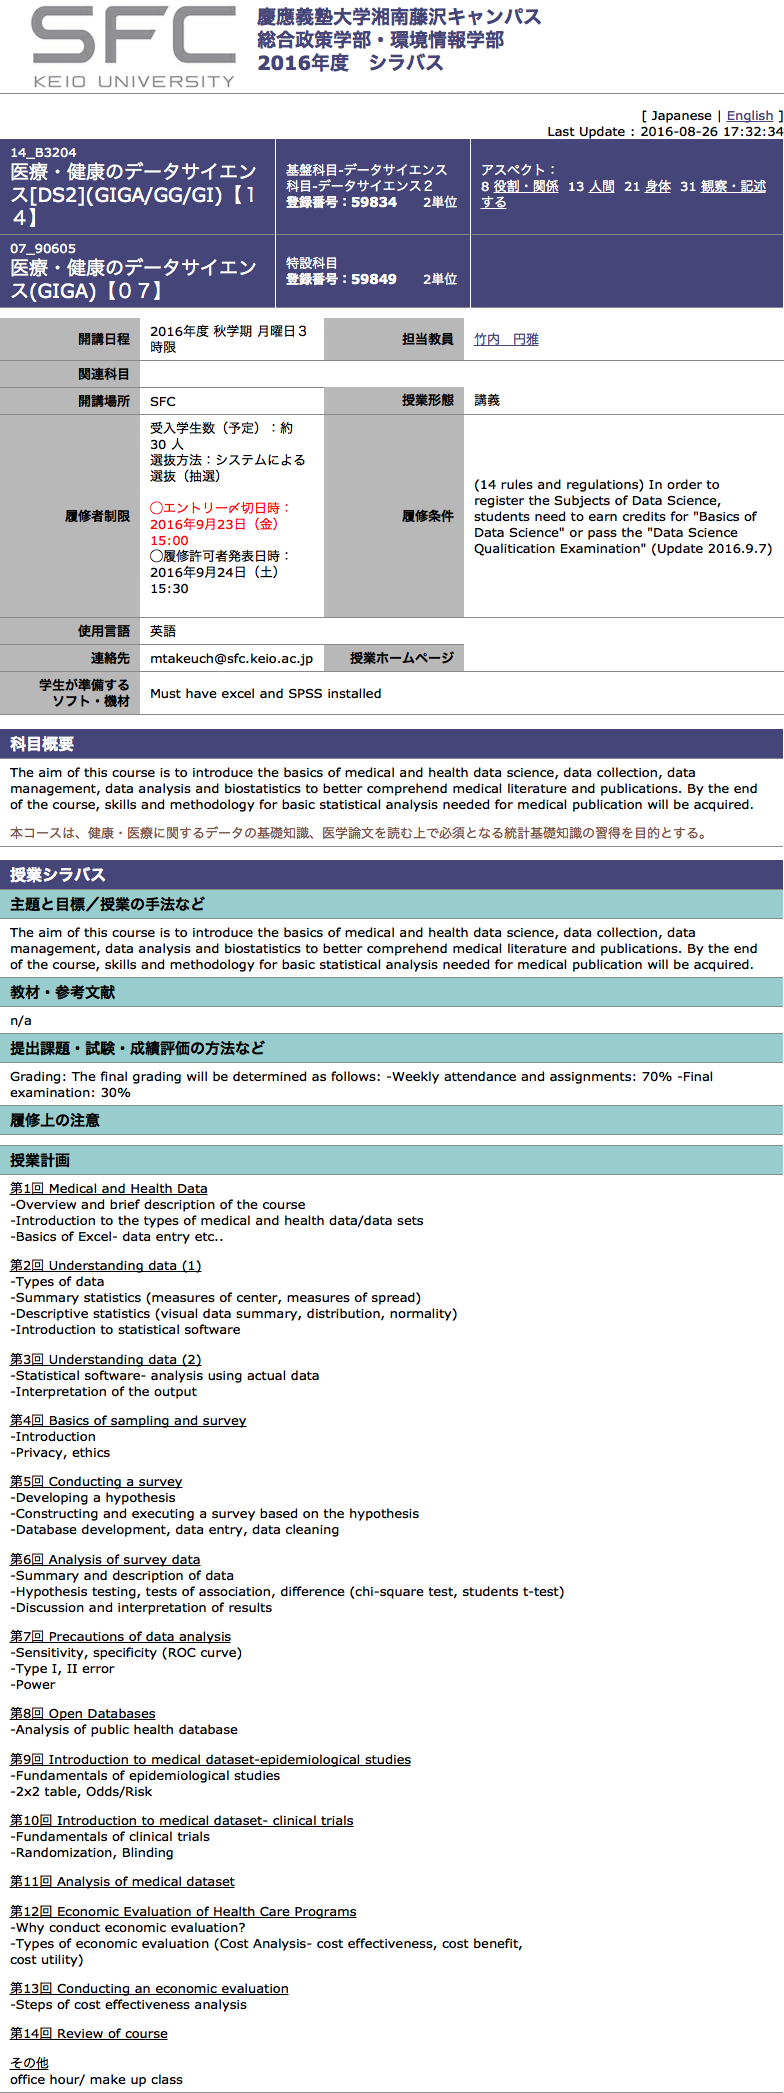 SFC
KEIO UNIVERSITY
慶應義塾大学湘南藤沢キャンパス
総合政策学部・環境情報学部
2016年度　シラバス
[ Japanese | English ]
Last Update : 2016-08-26 17:32:34
14_B3204
医療・健康のデータサイエン
ス[DS2](GIGA/GG/GI)【１
４】
基盤科目-データサイエンス
科目-データサイエンス２
登録番号：59834　　2単位
アスペクト：
8 役割・関係 13 人間 21 身体 31 観察・記述
する
07_90605
医療・健康のデータサイエン
ス(GIGA)【０７】
特設科目
登録番号：59849　　2単位
開講日程
2016年度 秋学期 月曜日３
時限
担当教員
竹内　円雅
関連科目
開講場所
SFC
授業形態
講義
履修者制限
受入学生数（予定）：約
30 人
選抜方法：システムによる
選抜（抽選）
◯エントリー〆切日時：
2016年9月23日（金）
15:00
◯履修許可者発表日時：
2016年9月24日（土）
15:30
履修条件
(14 rules and regulations) In order to
register the Subjects of Data Science,
students need to earn credits for "Basics of
Data Science" or pass the "Data Science
Qualitication Examination" (Update 2016.9.7)
使用言語
英語
連絡先
mtakeuch@sfc.keio.ac.jp
授業ホームページ
学生が準備する
ソフト・機材
Must have excel and SPSS installed
科目概要
The aim of this course is to introduce the basics of medical and health data science, data collection, data
management, data analysis and biostatistics to better comprehend medical literature and publications. By the end
of the course, skills and methodology for basic statistical analysis needed for medical publication will be acquired.
本コースは、健康・医療に関するデータの基礎知識、医学論文を読む上で必須となる統計基礎知識の習得を目的とする。
授業シラバス
主題と目標／授業の手法など
The aim of this course is to introduce the basics of medical and health data science, data collection, data
management, data analysis and biostatistics to better comprehend medical literature and publications. By the end
of the course, skills and methodology for basic statistical analysis needed for medical publication will be acquired.
教材・参考文献
n/a
提出課題・試験・成績評価の方法など
Grading: The final grading will be determined as follows: -Weekly attendance and assignments: 70% -Final
examination: 30%
履修上の注意
授業計画
第1回 Medical and Health Data
-Overview and brief description of the course
-Introduction to the types of medical and health data/data sets
-Basics of Excel- data entry etc..
第2回 Understanding data (1)
-Types of data
-Summary statistics (measures of center, measures of spread)
-Descriptive statistics (visual data summary, distribution, normality)
-Introduction to statistical software
第3回 Understanding data (2)
-Statistical software- analysis using actual data
-Interpretation of the output
第4回 Basics of sampling and survey
-Introduction
-Privacy, ethics
第5回 Conducting a survey
-Developing a hypothesis
-Constructing and executing a survey based on the hypothesis
-Database development, data entry, data cleaning
第6回 Analysis of survey data
-Summary and description of data
-Hypothesis testing, tests of association, difference (chi-square test, students t-test)
-Discussion and interpretation of results
第7回 Precautions of data analysis
-Sensitivity, specificity (ROC curve)
-Type I, II error
-Power
第8回 Open Databases
-Analysis of public health database
第9回 Introduction to medical dataset-epidemiological studies
-Fundamentals of epidemiological studies
-2x2 table, Odds/Risk
第10回 Introduction to medical dataset- clinical trials
-Fundamentals of clinical trials
-Randomization, Blinding
第11回 Analysis of medical dataset
第12回 Economic Evaluation of Health Care Programs
-Why conduct economic evaluation?
-Types of economic evaluation (Cost Analysis- cost effectiveness, cost benefit,
cost utility)
第13回 Conducting an economic evaluation
-Steps of cost effectiveness analysis
第14回 Review of course
その他
office hour/ make up class